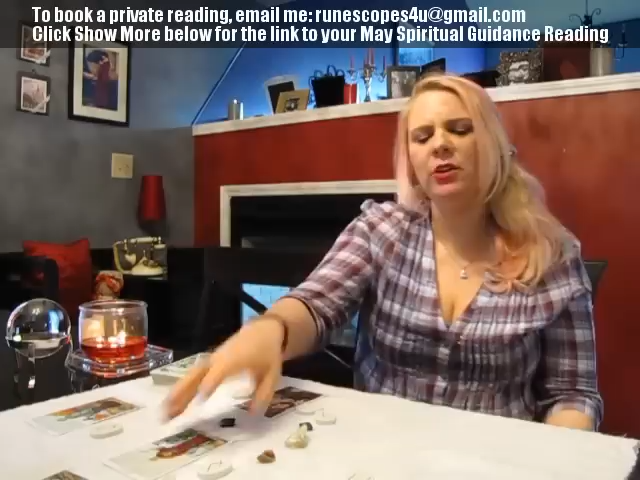 To book a private reading, email me: runescopes4u@gmail.com
Click Show More below for the link to your May Spiritual Guidance Reading